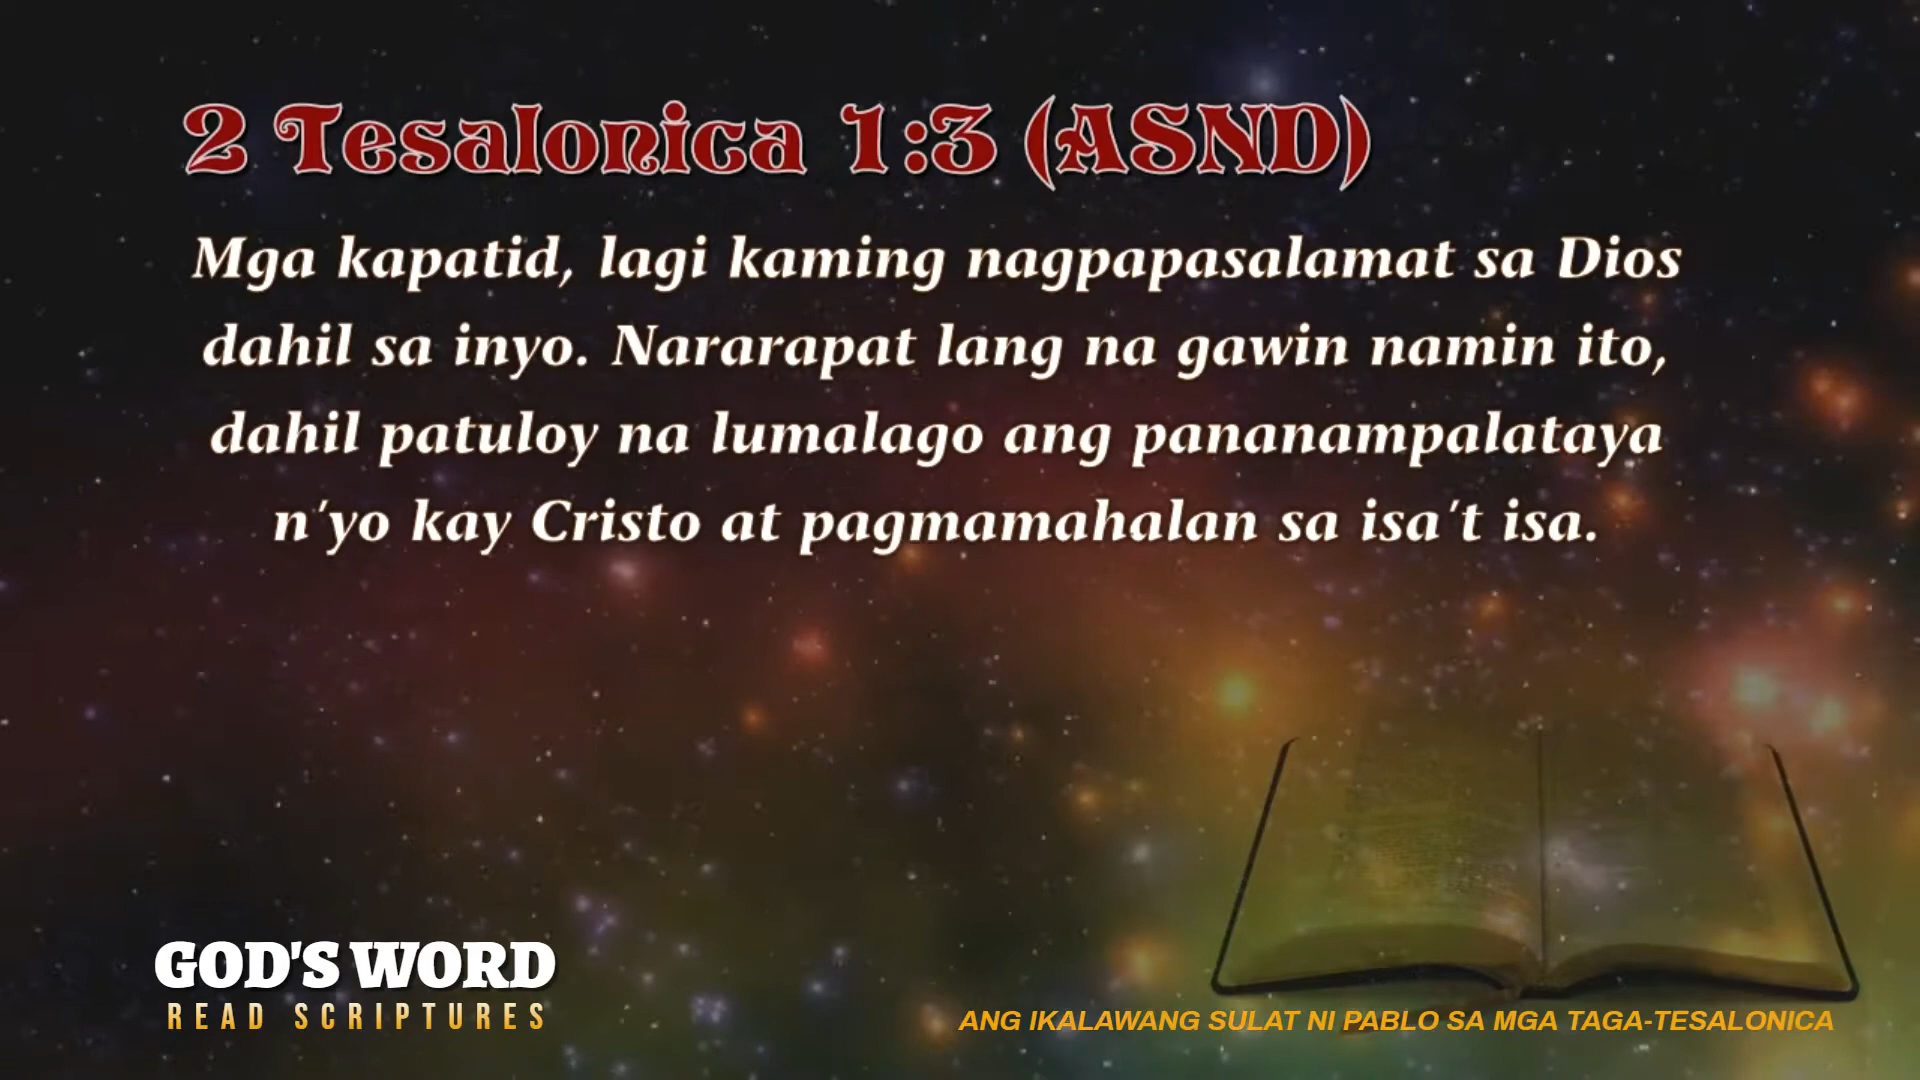 2 Tesalonica 1:3 (ASND)
Mga kapatid, lagi kaming nagpapasalamat sa Dios
dahil sa inyo. Nararapat lang na gawin namin ito,
dahil patuloy na lumalago ang pananampalataya
n'yo kay Cristo at pagmamahalan sa isa't isa.
GOD'S WORD
READ SCRIPTURES
ANG IKALAWANG SULAT NI PABLO SA MGA TAGA-TESALONICA